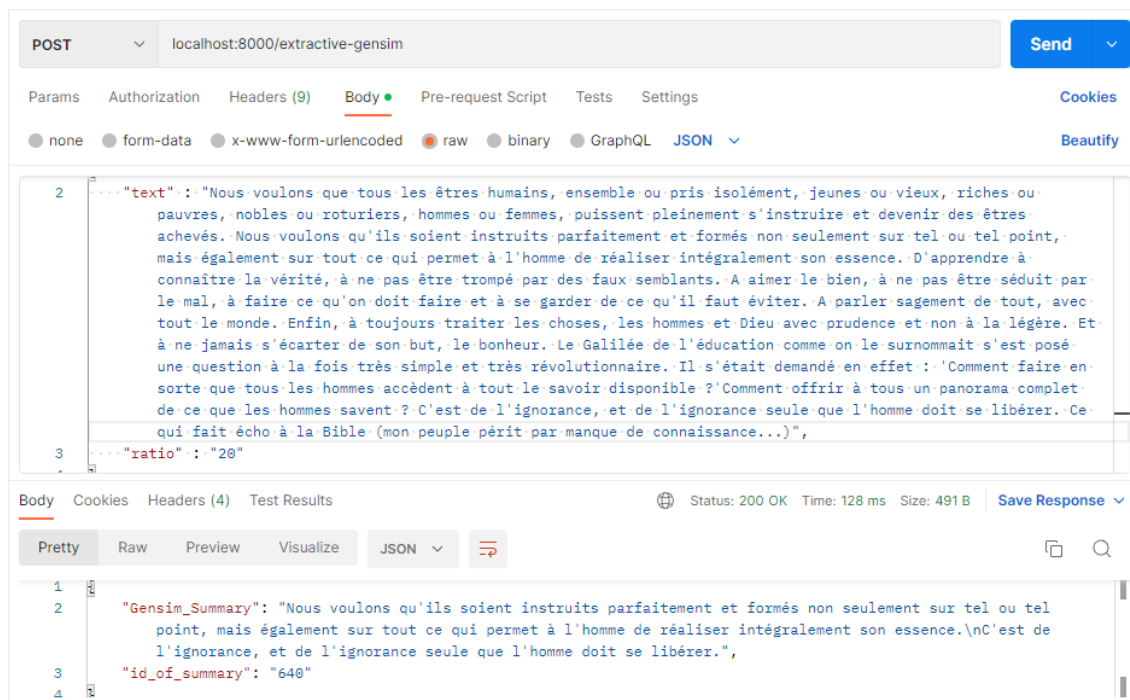 POST localhost:8000/extractive-gensim Send
Params Authorization Headers (9) Body Pre-request Script Tests Settings Cookies
none form-data x-www-form-urlencoded raw binary GraphQL JSON Beautify
2 "text" : "Nous voulons que tous les êtres humains, ensemble ou pris isolément, jeunes ou vieux, riches ou
pauvres, nobles ou roturiers, hommes ou femmes, puissent pleinement s'instruire et devenir des êtres
achevés. Nous voulons qu'ils soient instruits parfaitement et formés non seulement sur tel ou tel point,
mais également sur tout ce qui permet à l'homme de réaliser intégralement son essence. D'apprendre à
connaître la vérité, à ne pas être trompé par des faux semblants. A aimer le bien, à ne pas être séduit par
le mal, à faire ce qu'on doit faire et à se garder de ce qu'il faut éviter. A parler sagement de tout, avec
tout le monde. Enfin, à toujours traiter les choses, les hommes et Dieu avec prudence et non à la légère. Et
à ne jamais s'écarter de son but, le bonheur. Le Galilée de l'éducation comme on le surnommait s'est posé
une question à la fois très simple et très révolutionnaire. Il s'était demandé en effet : 'Comment faire en
sorte que tous les hommes accèdent à tout le savoir disponible ?'Comment offrir à tous un panorama complet
de ce que les hommes savent ? C'est de l'ignorance, et de l'ignorance seule que l'homme doit se libérer. Ce
qui fait écho à la Bible (mon peuple périt par manque de connaissance...)",
3 "ratio" : "20"
Body Cookies Headers (4) Test Results Status: 200 OK Time: 128 ms Size: 491 B Save Response
Pretty Raw Preview Visualize JSON
1 {
2 "Gensim_Summary": "Nous voulons qu'ils soient instruits parfaitement et formés non seulement sur tel ou tel
point, mais également sur tout ce qui permet à l'homme de réaliser intégralement son essence.\nC'est de
l'ignorance, et de l'ignorance seule que l'homme doit se libérer.",
3 "id_of_summary": "640"
4 }